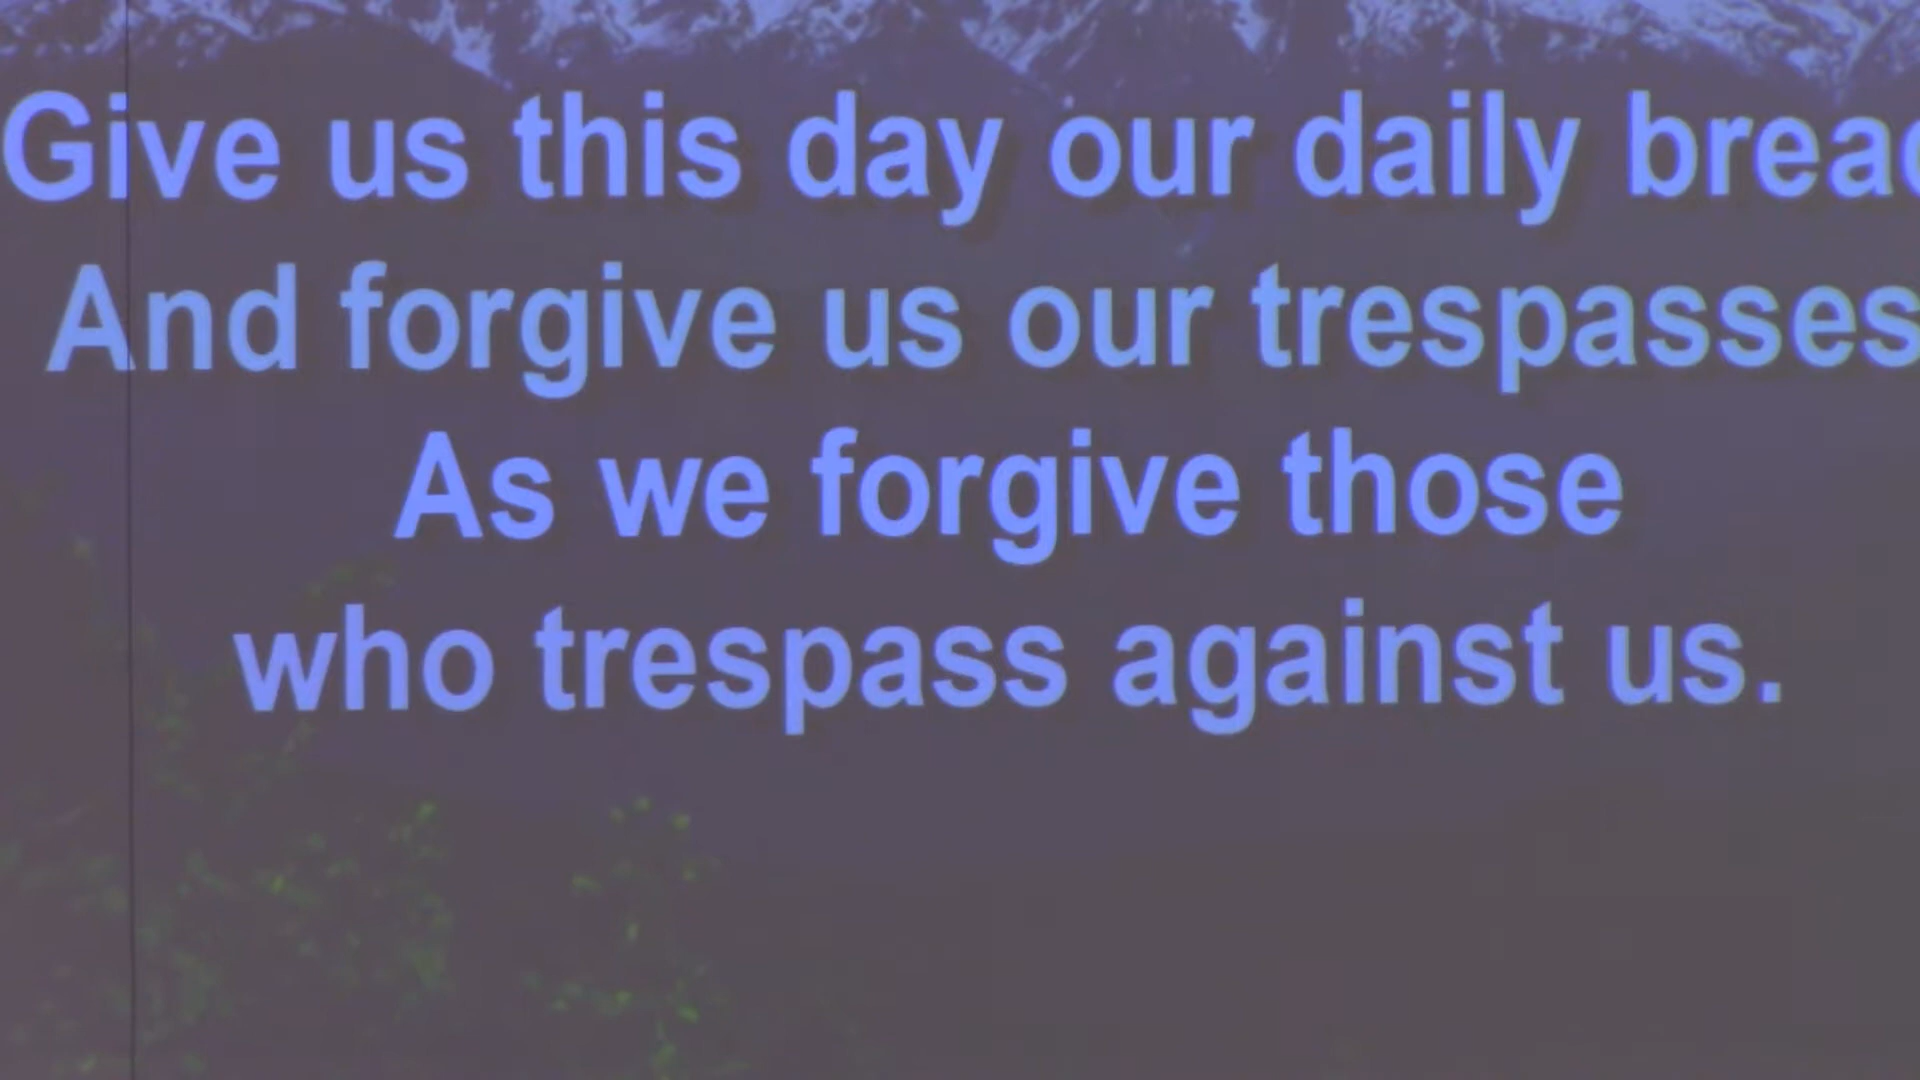 Give us this day our daily bread
And forgive us our trespasses
As we forgive those
who trespass against us.